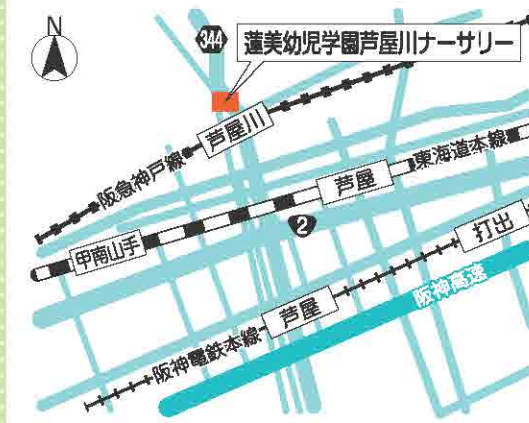 N
344
蓮美幼児学園芦屋川ナーサリー
芦屋川
阪急神戸線
東海道本線
芦屋
甲南山手
2
打出
阪神高速
芦屋
阪神電鉄本線